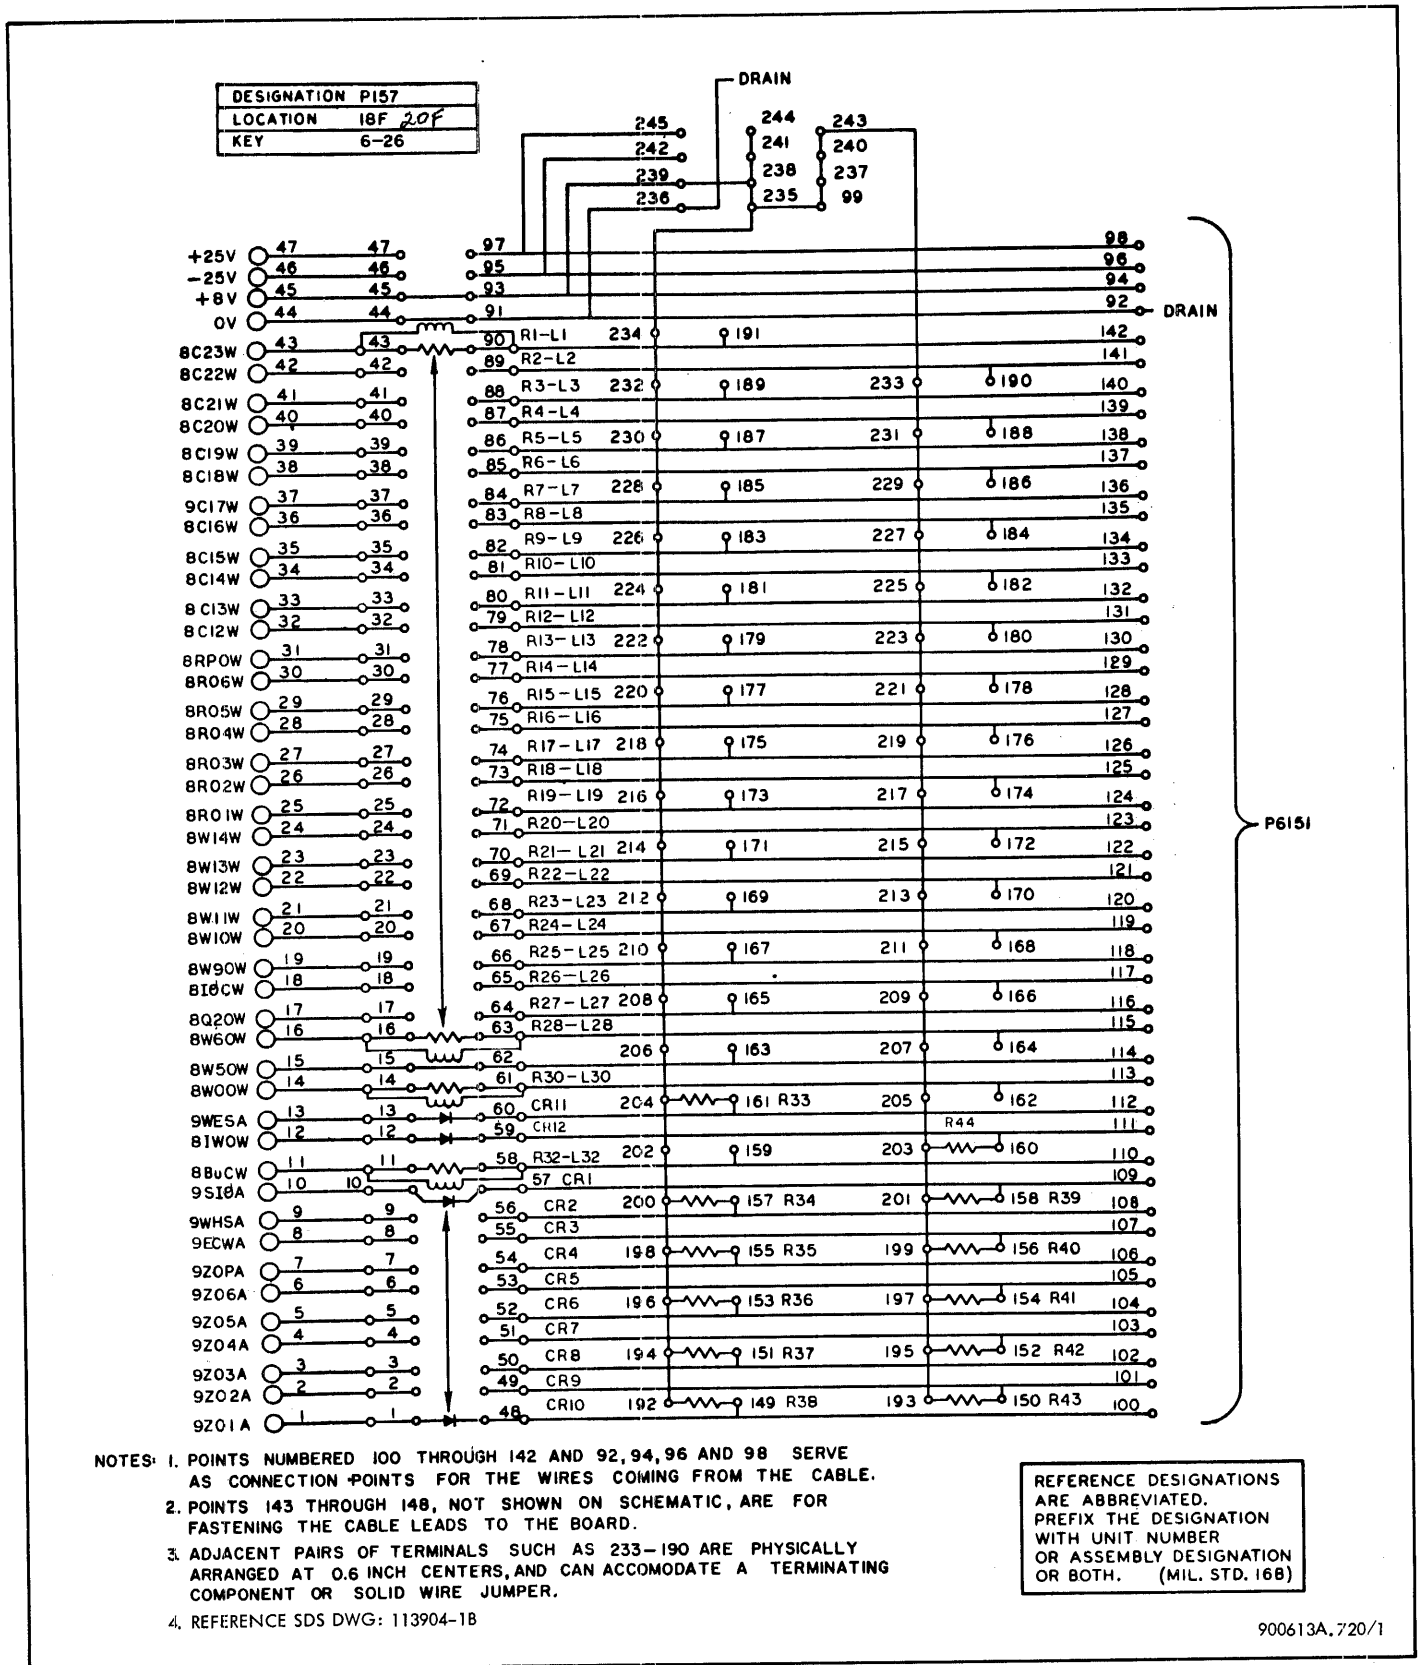 DRAIN
DESIGNATION P157
LOCATION 18F 20F
KEY 6-26
245 244 243
242 241 240
239 238 237
236 235 99
+25V 47 47 97 98
-25V 46 46 95 96
+8V 45 45 93 94
0V 44 44 91 92 DRAIN
8C23W 43 43 90 R1-L1 234 191 142
8C22W 42 42 89 R2-L2 141
8C21W 41 41 88 R3-L3 232 189 233 190 140
8C20W 40 40 87 R4-L4 139
8C19W 39 39 86 R5-L5 230 187 231 188 138
8C18W 38 38 85 R6-L6 137
9C17W 37 37 84 R7-L7 228 185 229 186 136
8C16W 36 36 83 R8-L8 135
8C15W 35 35 82 R9-L9 226 183 227 184 134
8C14W 34 34 81 R10-L10 133
8C13W 33 33 80 R11-L11 224 181 225 182 132
8C12W 32 32 79 R12-L12 131
8RP0W 31 31 78 R13-L13 222 179 223 180 130
8R06W 30 30 77 R14-L14 129
8R05W 29 29 76 R15-L15 220 177 221 178 128
8R04W 28 28 75 R16-L16 127
8R03W 27 27 74 R17-L17 218 175 219 176 126
8R02W 26 26 73 R18-L18 125
8R01W 25 25 72 R19-L19 216 173 217 174 124
8W14W 24 24 71 R20-L20 123
8W13W 23 23 70 R21-L21 214 171 215 172 122
8W12W 22 22 69 R22-L22 121
8W11W 21 21 68 R23-L23 212 169 213 170 120
8W10W 20 20 67 R24-L24 119
8W90W 19 19 66 R25-L25 210 167 211 168 118
8I8CW 18 18 65 R26-L26 117
8Q20W 17 17 64 R27-L27 208 165 209 166 116
8W60W 16 16 63 R28-L28 115
8W50W 15 15 62 206 163 207 164 114
8W00W 14 14 61 R30-L30 113
9WESA 13 13 60 CR11 204 161 R33 205 162 112
8IW0W 12 12 59 CR12 R44 111
8BuCW 11 11 58 R32-L32 202 159 203 160 110
9SI8A 10 10 57 CR1 109
9WHSA 9 9 56 CR2 200 157 R34 201 158 R39 108
9ECWA 8 8 55 CR3 107
9Z0PA 7 7 54 CR4 198 155 R35 199 156 R40 106
9Z06A 6 6 53 CR5 105
9Z05A 5 5 52 CR6 196 153 R36 197 154 R41 104
9Z04A 4 4 51 CR7 103
9Z03A 3 3 50 CR8 194 151 R37 195 152 R42 102
9Z02A 2 2 49 CR9 101
9Z01A 1 1 48 CR10 192 149 R38 193 150 R43 100
P6151
NOTES: 1. POINTS NUMBERED 100 THROUGH 142 AND 92, 94, 96 AND 98 SERVE
AS CONNECTION POINTS FOR THE WIRES COMING FROM THE CABLE.
2. POINTS 143 THROUGH 148, NOT SHOWN ON SCHEMATIC, ARE FOR
FASTENING THE CABLE LEADS TO THE BOARD.
3. ADJACENT PAIRS OF TERMINALS SUCH AS 233-190 ARE PHYSICALLY
ARRANGED AT 0.6 INCH CENTERS, AND CAN ACCOMODATE A TERMINATING
COMPONENT OR SOLID WIRE JUMPER.
4. REFERENCE SDS DWG: 113904-1B
REFERENCE DESIGNATIONS
ARE ABBREVIATED.
PREFIX THE DESIGNATION
WITH UNIT NUMBER
OR ASSEMBLY DESIGNATION
OR BOTH. (MIL. STD. 16B)
900613A.720/1